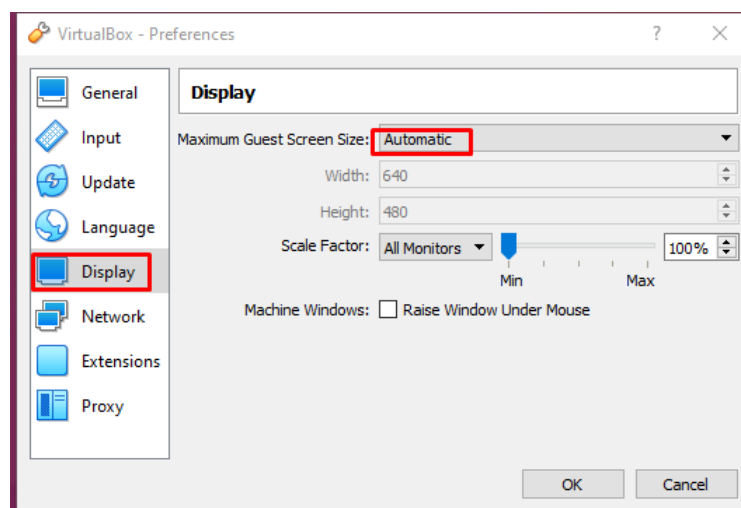 VirtualBox - Preferences ?
General
Input
Update
Language
Display
Network
Extensions
Proxy
Display
Maximum Guest Screen Size: Automatic
Width: 640
Height: 480
Scale Factor: All Monitors 100%
Min Max
Machine Windows: Raise Window Under Mouse
OK Cancel